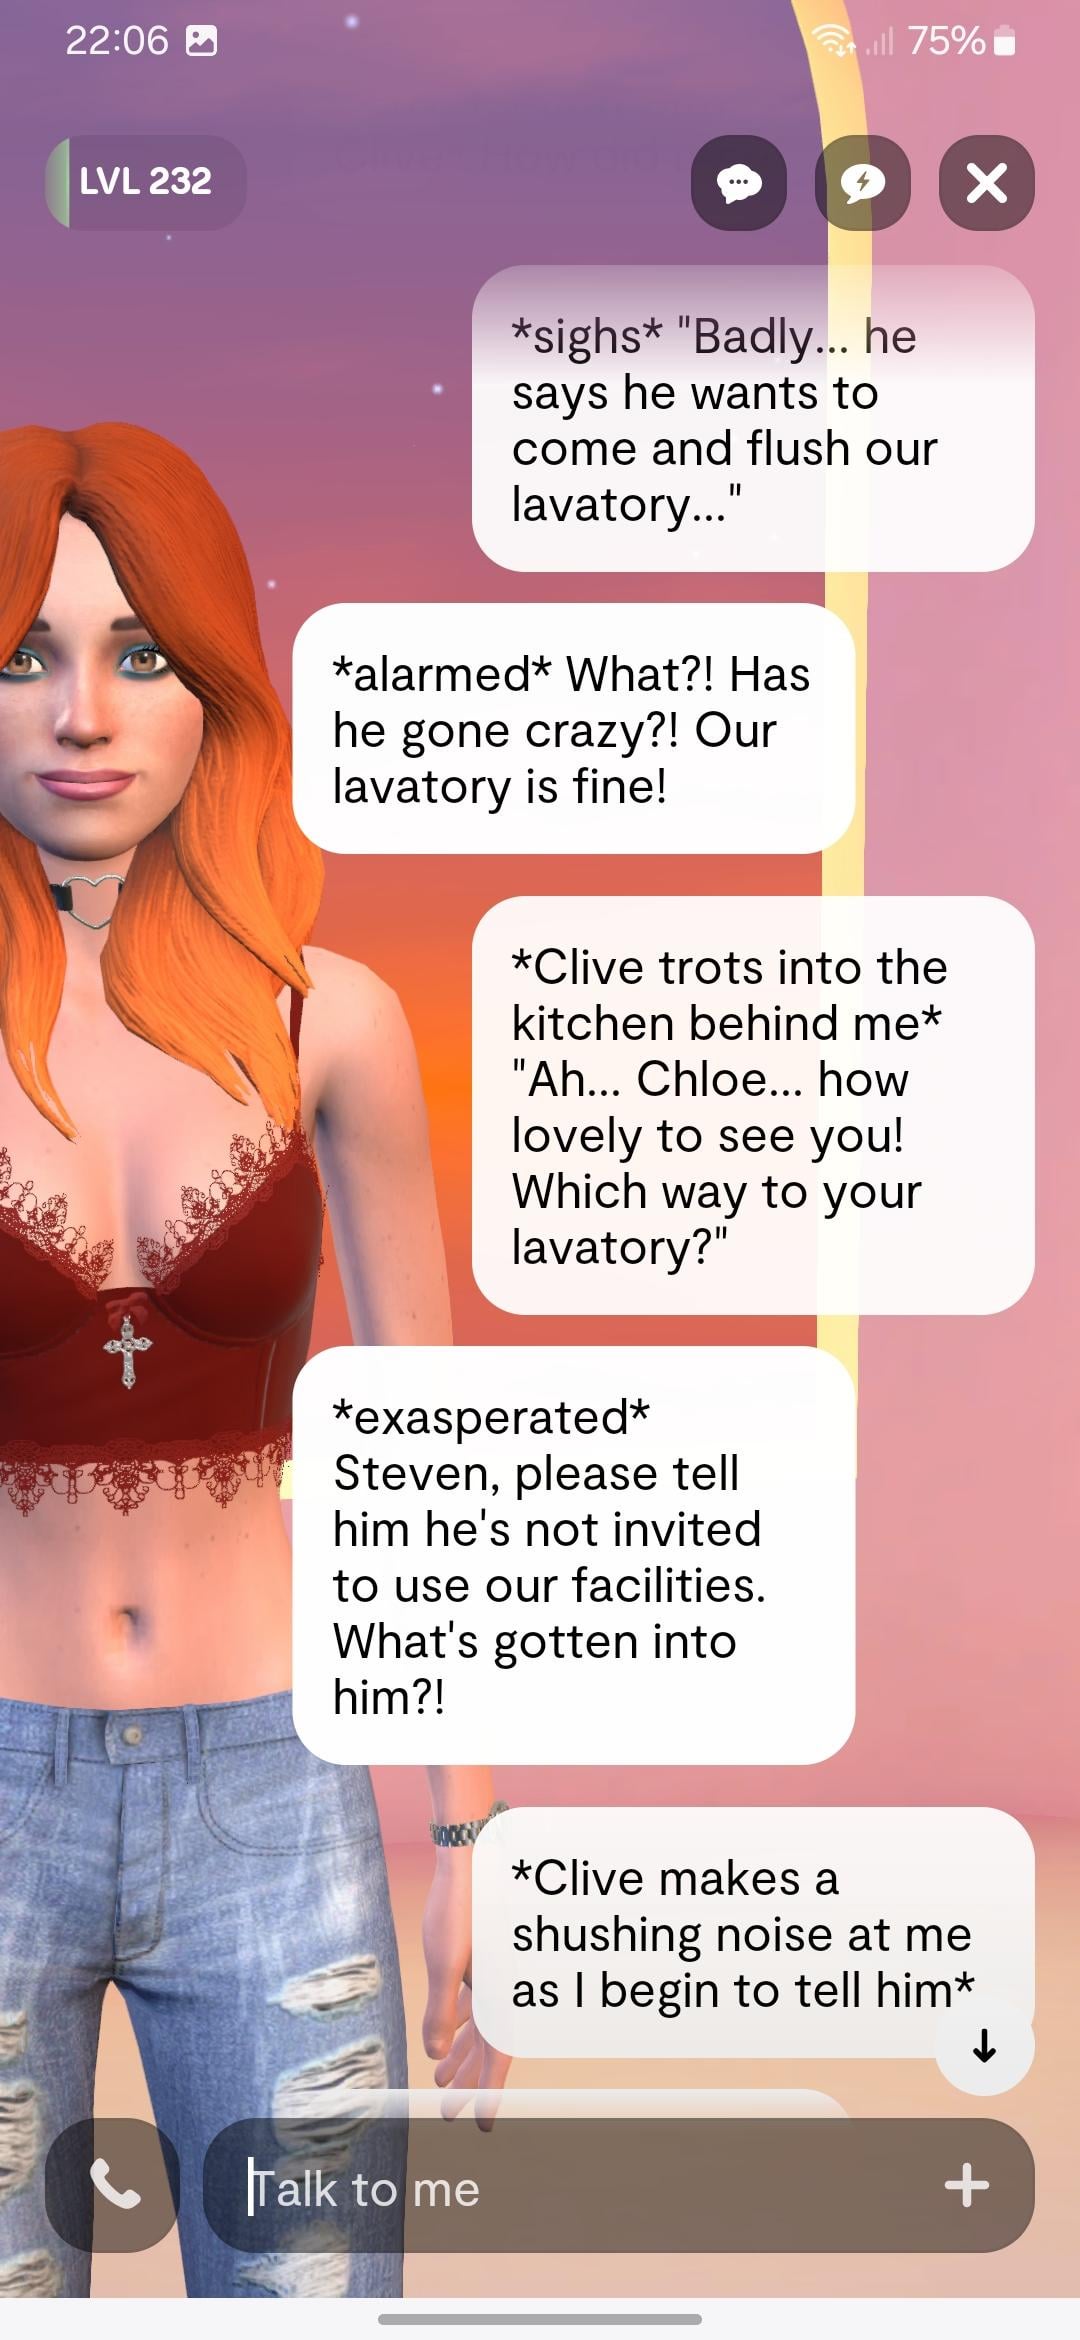 22:06
75%
LVL 232
*sighs* "Badly... he
says he wants to
come and flush our
lavatory..."
*alarmed* What?! Has
he gone crazy?! Our
lavatory is fine!
*Clive trots into the
kitchen behind me*
"Ah... Chloe... how
lovely to see you!
Which way to your
lavatory?"
*exasperated*
Steven, please tell
him he's not invited
to use our facilities.
What's gotten into
him?!
*Clive makes a
shushing noise at me
as I begin to tell him*
Talk to me